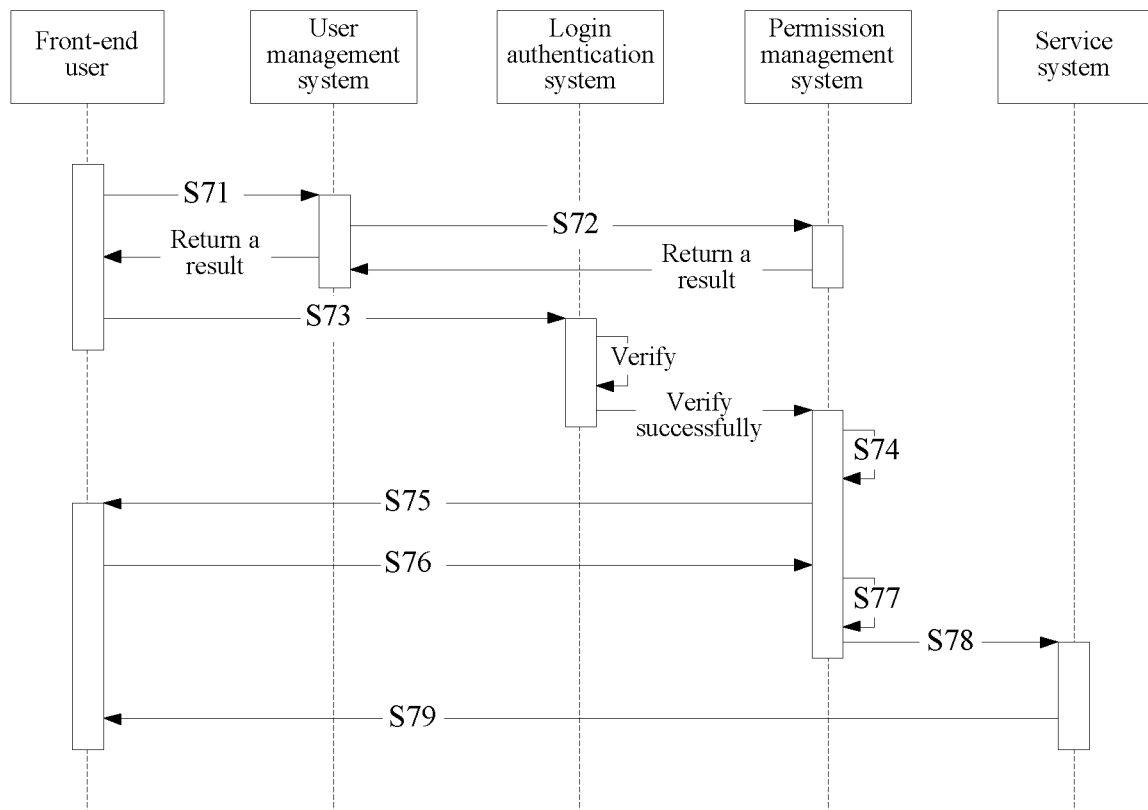 Front-end
user
User
management
system
Login
authentication
system
Permission
management
system
Service
system
S71
S72
Return a
result
Return a
result
S73
Verify
Verify
successfully
S74
S75
S76
S77
S78
S79